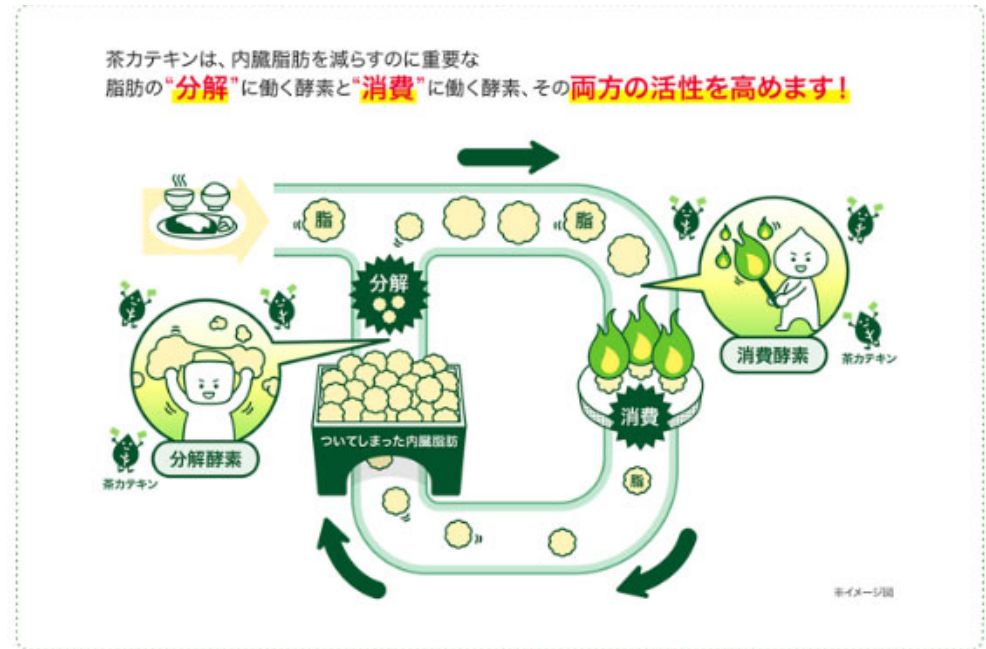 茶カテキンは、内臓脂肪を減らすのに重要な
脂肪の“分解”に働く酵素と“消費”に働く酵素、その両方の活性を高めます！
脂
脂
分解
消費酵素
茶カテキン
消費
ついてしまった内臓脂肪
分解酵素
茶カテキン
脂
※イメージ図